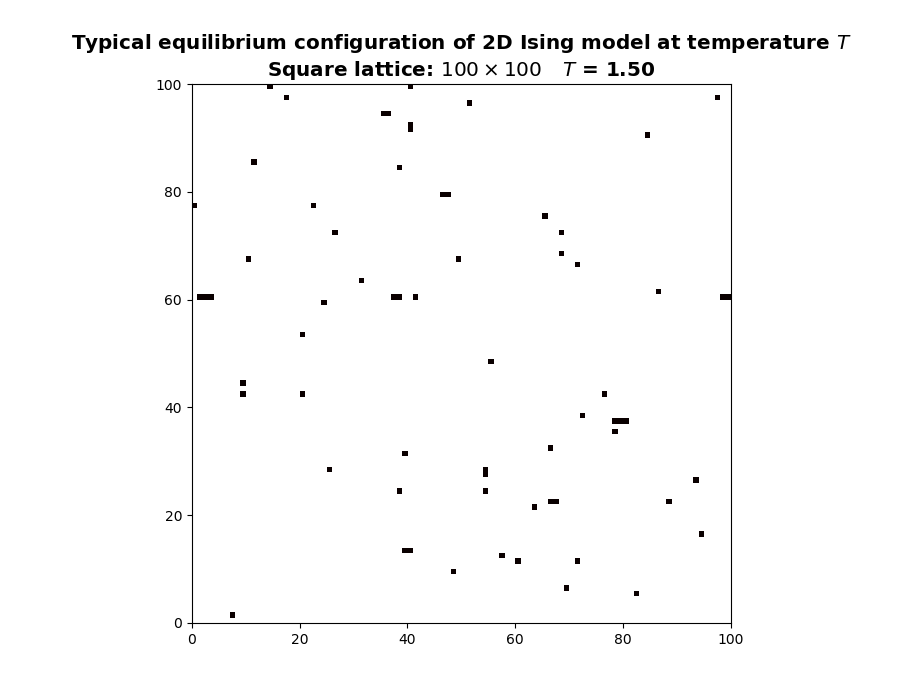 Typical equilibrium configuration of 2D Ising model at temperature T
Square lattice: 100 × 100 T = 1.50
100
80
60
40
20
0
0 20 40 60 80 100